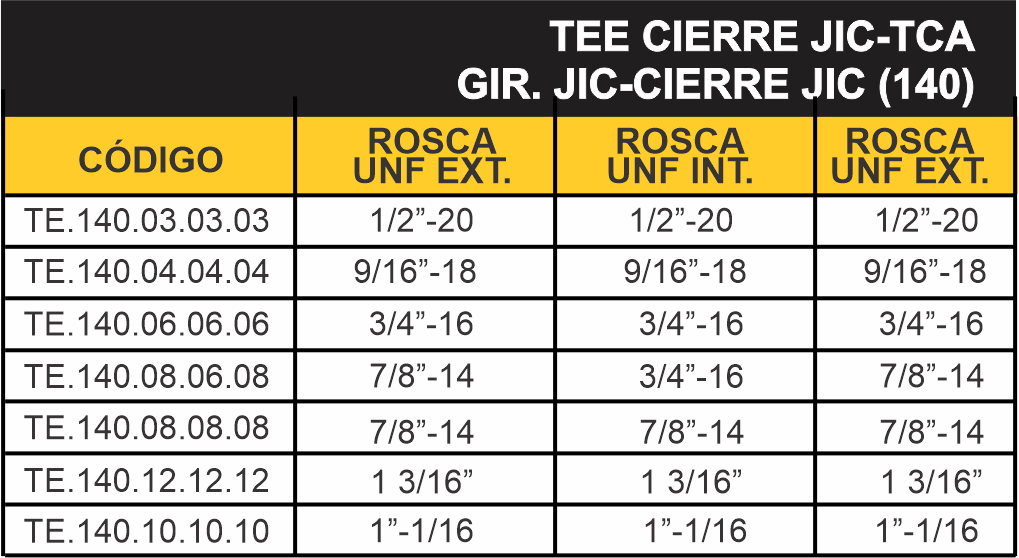 TEE CIERRE JIC-TCA
GIR. JIC-CIERRE JIC (140)
CÓDIGO ROSCA UNF EXT. ROSCA UNF INT. ROSCA UNF EXT.
TE.140.03.03.03 1/2”-20 1/2”-20 1/2”-20
TE.140.04.04.04 9/16”-18 9/16”-18 9/16”-18
TE.140.06.06.06 3/4”-16 3/4”-16 3/4”-16
TE.140.08.06.08 7/8”-14 3/4”-16 7/8”-14
TE.140.08.08.08 7/8”-14 7/8”-14 7/8”-14
TE.140.12.12.12 1 3/16” 1 3/16” 1 3/16”
TE.140.10.10.10 1”-1/16 1”-1/16 1”-1/16